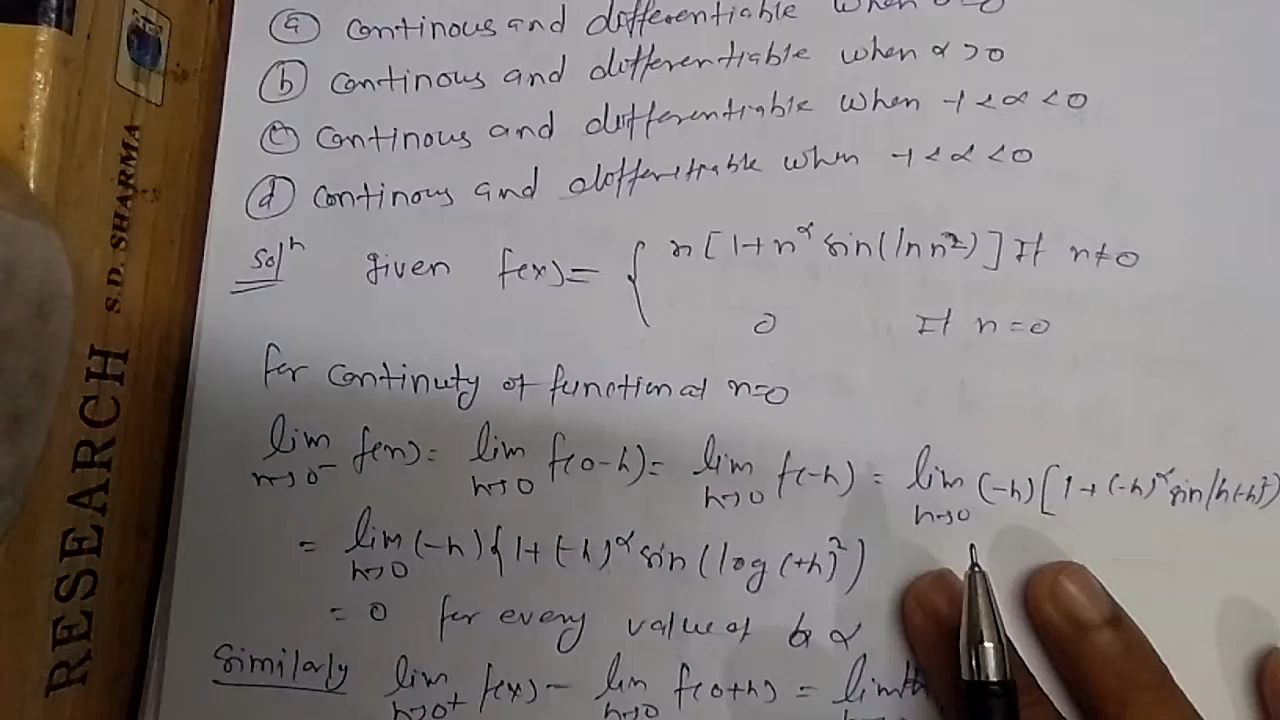 ⓐ continous and differentiable when
ⓑ continous and differentiable when α > 0
ⓒ continous and differentiable when -1 < α < 0
ⓓ continous and differentiable when -1 < α < 0
Solⁿ given f(x) = { x [ 1 + x^α sin(ln x²) ] If x ≠ 0
0 If x = 0
for continuty of function at x = 0
lim x→0⁻ f(x) = lim h→0 f(0-h) = lim h→0 f(-h) = lim h→0 (-h) [ 1 + (-h)^α sin ln(-h)²
= lim h→0 (-h) { 1 + (-h)^α sin (log (+h)²)
= 0 for every value of α
Similarly lim h→0⁺ f(x) - lim h→0 f(0+h) = lim
RESEARCH S.D. SHARMA